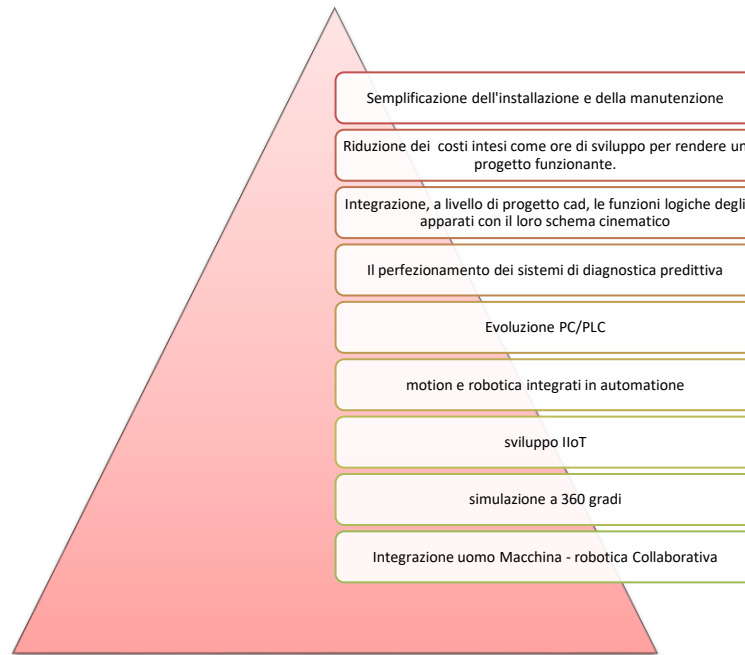 Semplificazione dell'installazione e della manutenzione
Riduzione dei costi intesi come ore di sviluppo per rendere un
progetto funzionante.
Integrazione, a livello di progetto cad, le funzioni logiche degli
apparati con il loro schema cinematico
Il perfezionamento dei sistemi di diagnostica predittiva
Evoluzione PC/PLC
motion e robotica integrati in automatione
sviluppo IIoT
simulazione a 360 gradi
Integrazione uomo Macchina - robotica Collaborativa